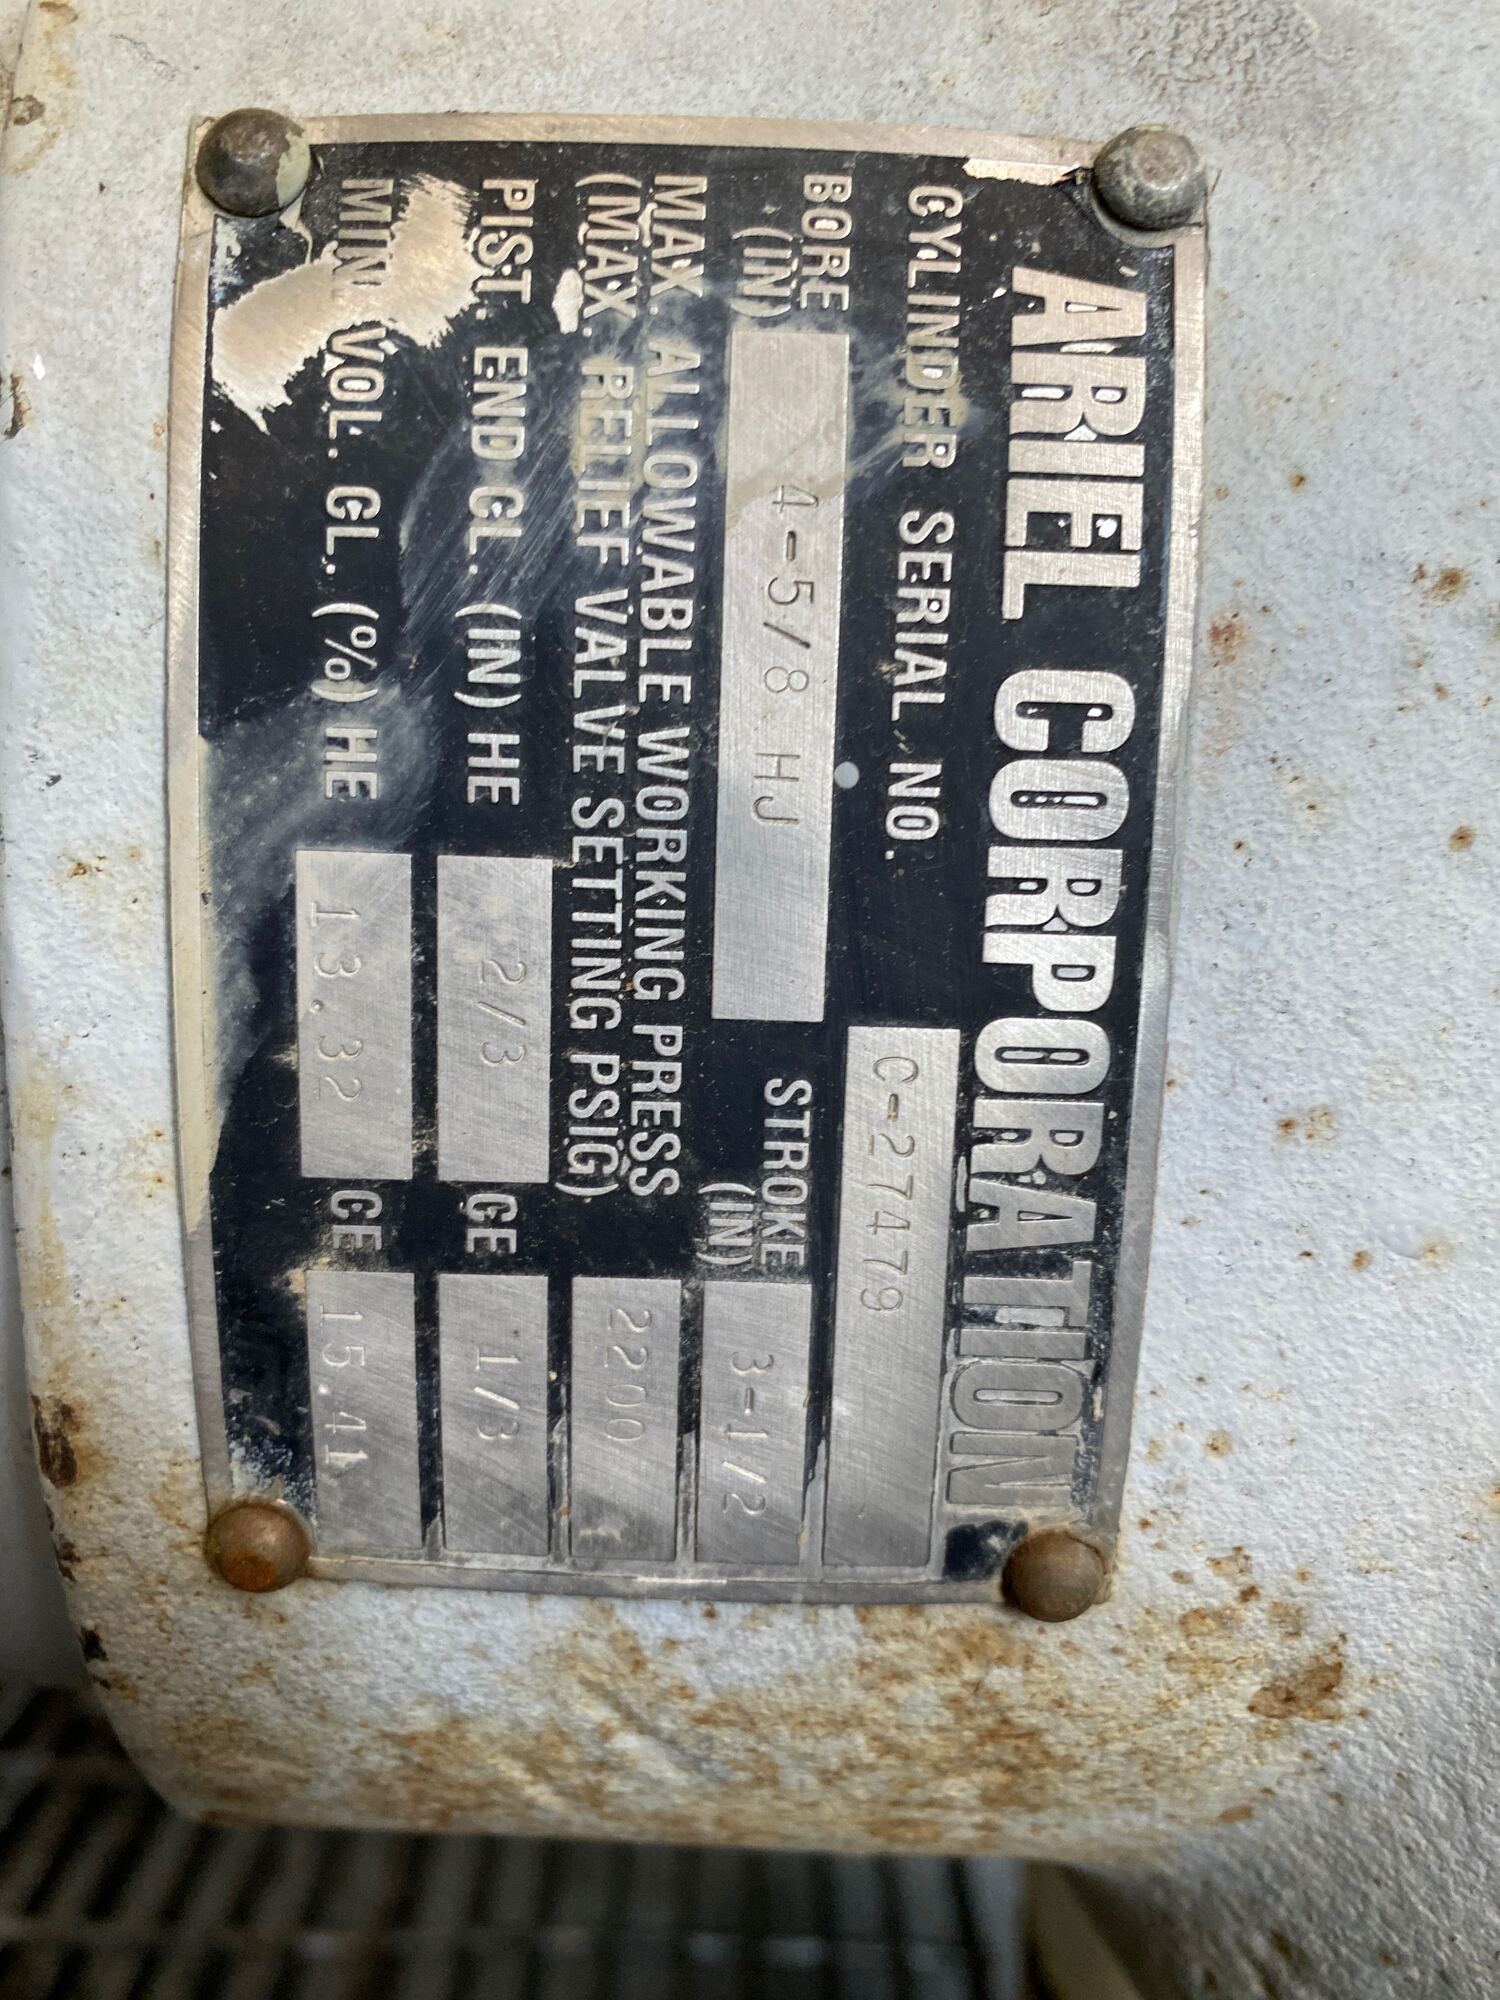 ARIEL CORPORATION
CYLINDER SERIAL NO. C-27479
BORE (IN) 4-5/8 HJ STROKE (IN) 3-1/2
MAX. ALLOWABLE WORKING PRESS
(MAX. RELIEF VALVE SETTING PSIG) 2200
PIST. END CL. (IN) HE 2/3 CE 1/3
MIN. VOL. CL. (%) HE 13.32 CE 15.41